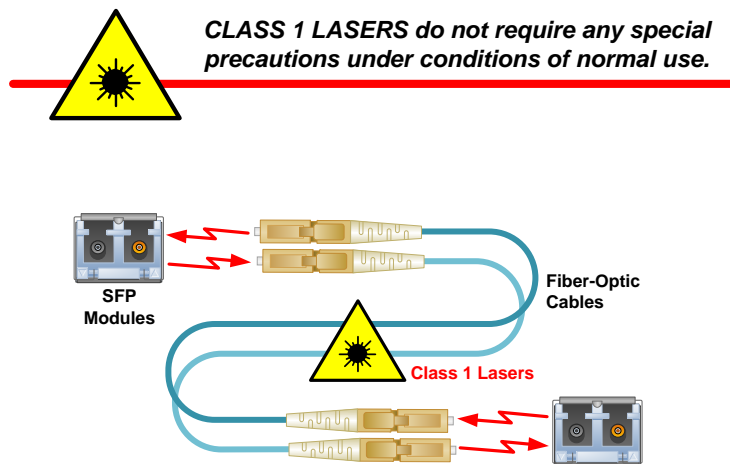 CLASS 1 LASERS do not require any special
precautions under conditions of normal use.
SFP
Modules
Fiber-Optic
Cables
Class 1 Lasers